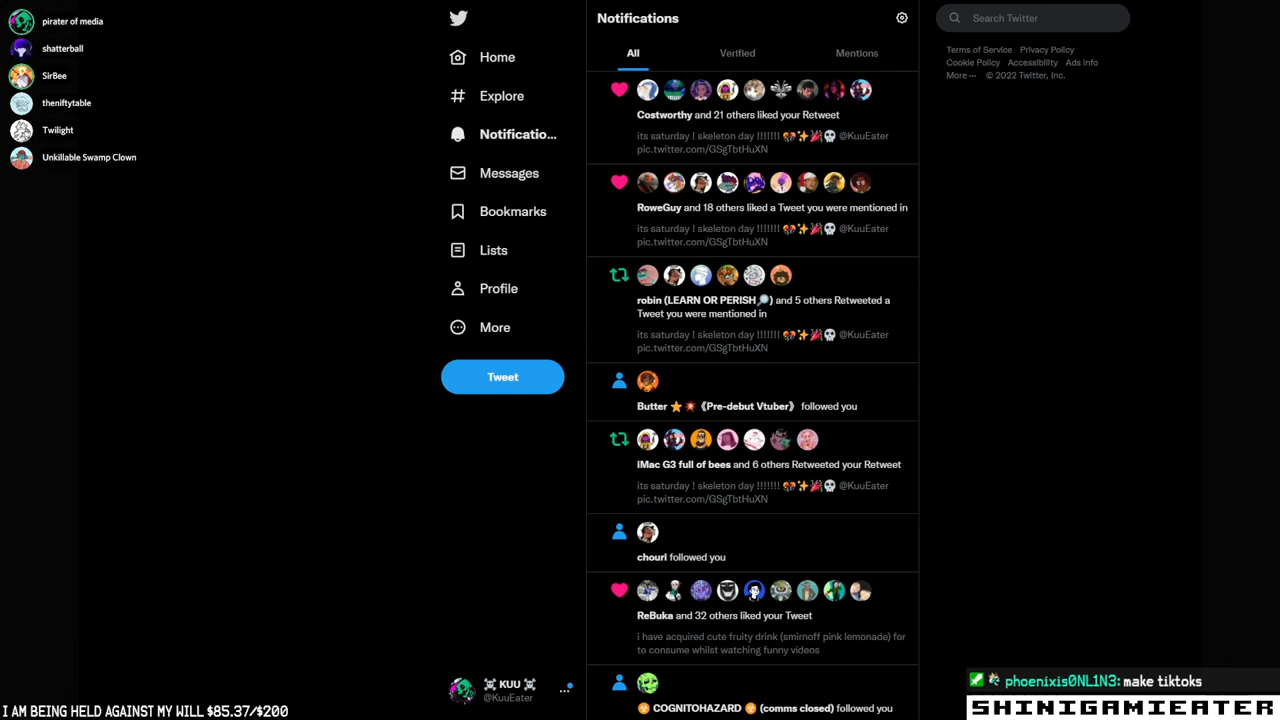 pirater of media
shatterball
SirBee
theniftytable
Twilight
Unkillable Swamp Clown
Home
Explore
Notificatio...
Messages
Bookmarks
Lists
Profile
More
Tweet
☠️ KUU ☠️
@KuuEater
Notifications
All
Verified
Mentions
Costworthy and 21 others liked your Retweet
its saturday ! skeleton day !!!!!!! 🎊✨🎉💀 @KuuEater
pic.twitter.com/GSgTbtHuXN
RoweGuy and 18 others liked a Tweet you were mentioned in
its saturday ! skeleton day !!!!!!! 🎊✨🎉💀 @KuuEater
pic.twitter.com/GSgTbtHuXN
robin (LEARN OR PERISH🔎) and 5 others Retweeted a
Tweet you were mentioned in
its saturday ! skeleton day !!!!!!! 🎊✨🎉💀 @KuuEater
pic.twitter.com/GSgTbtHuXN
Butter ⭐💥《Pre-debut Vtuber》 followed you
iMac G3 full of bees and 6 others Retweeted your Retweet
its saturday ! skeleton day !!!!!!! 🎊✨🎉💀 @KuuEater
pic.twitter.com/GSgTbtHuXN
chouri followed you
ReBuka and 32 others liked your Tweet
i have acquired cute fruity drink (smirnoff pink lemonade) for
to consume whilst watching funny videos
☣️ COGNITOHAZARD ☣️ (comms closed) followed you
Search Twitter
Terms of Service Privacy Policy
Cookie Policy Accessibility Ads info
More ··· © 2022 Twitter, Inc.
phoenixis0NL1N3: make tiktoks
I AM BEING HELD AGAINST MY WILL $85.37/$200
SHINIGAMIEATER